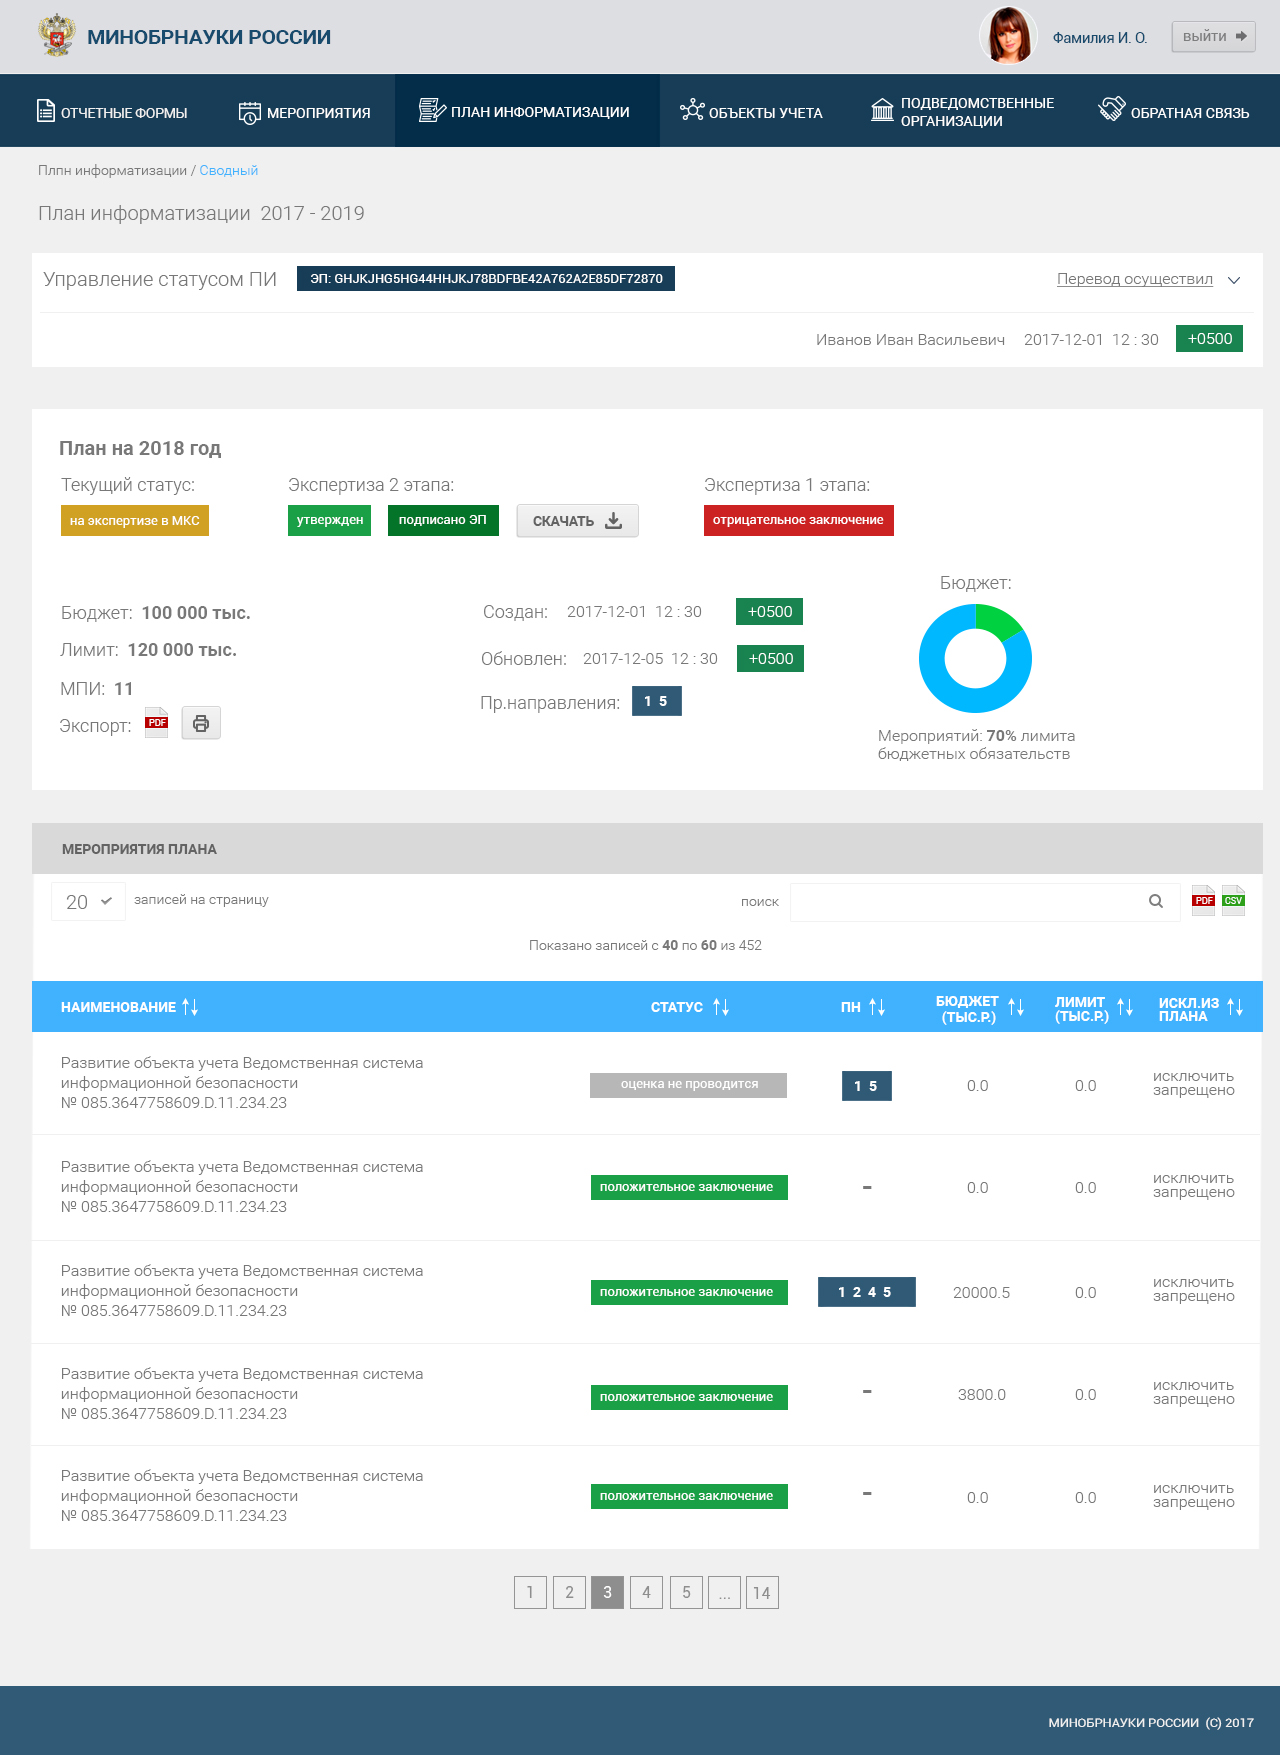 МИНОБРНАУКИ РОССИИ
Фамилия И. О.
выйти
ОТЧЕТНЫЕ ФОРМЫ
МЕРОПРИЯТИЯ
ПЛАН ИНФОРМАТИЗАЦИИ
ОБЪЕКТЫ УЧЕТА
ПОДВЕДОМСТВЕННЫЕ
ОРГАНИЗАЦИИ
ОБРАТНАЯ СВЯЗЬ
Плпн информатизации / Сводный
План информатизации 2017 - 2019
Управление статусом ПИ
ЭП: GHJKJHG5HG44HHJKJ78BDFBE42A762A2E85DF72870
Перевод осуществил
Иванов Иван Васильевич 2017-12-01 12 : 30 +0500
План на 2018 год
Текущий статус:
Экспертиза 2 этапа:
Экспертиза 1 этапа:
на экспертизе в МКС
утвержден
подписано ЭП
СКАЧАТЬ
отрицательное заключение
Бюджет: 100 000 тыс.
Лимит: 120 000 тыс.
МПИ: 11
Экспорт: PDF
Создан: 2017-12-01 12 : 30 +0500
Обновлен: 2017-12-05 12 : 30 +0500
Пр.направления: 1 5
Бюджет:
Мероприятий: 70% лимита
бюджетных обязательств
МЕРОПРИЯТИЯ ПЛАНА
20 записей на страницу
поиск
PDF CSV
Показано записей с 40 по 60 из 452
НАИМЕНОВАНИЕ
СТАТУС
ПН
БЮДЖЕТ
(ТЫС.Р.)
ЛИМИТ
(ТЫС.Р.)
ИСКЛ.ИЗ
ПЛАНА
Развитие объекта учета Ведомственная система
информационной безопасности
№ 085.3647758609.D.11.234.23
оценка не проводится
1 5
0.0
0.0
исключить
запрещено
Развитие объекта учета Ведомственная система
информационной безопасности
№ 085.3647758609.D.11.234.23
положительное заключение
-
0.0
0.0
исключить
запрещено
Развитие объекта учета Ведомственная система
информационной безопасности
№ 085.3647758609.D.11.234.23
положительное заключение
1 2 4 5
20000.5
0.0
исключить
запрещено
Развитие объекта учета Ведомственная система
информационной безопасности
№ 085.3647758609.D.11.234.23
положительное заключение
-
3800.0
0.0
исключить
запрещено
Развитие объекта учета Ведомственная система
информационной безопасности
№ 085.3647758609.D.11.234.23
положительное заключение
-
0.0
0.0
исключить
запрещено
1 2 3 4 5 ... 14
МИНОБРНАУКИ РОССИИ (С) 2017